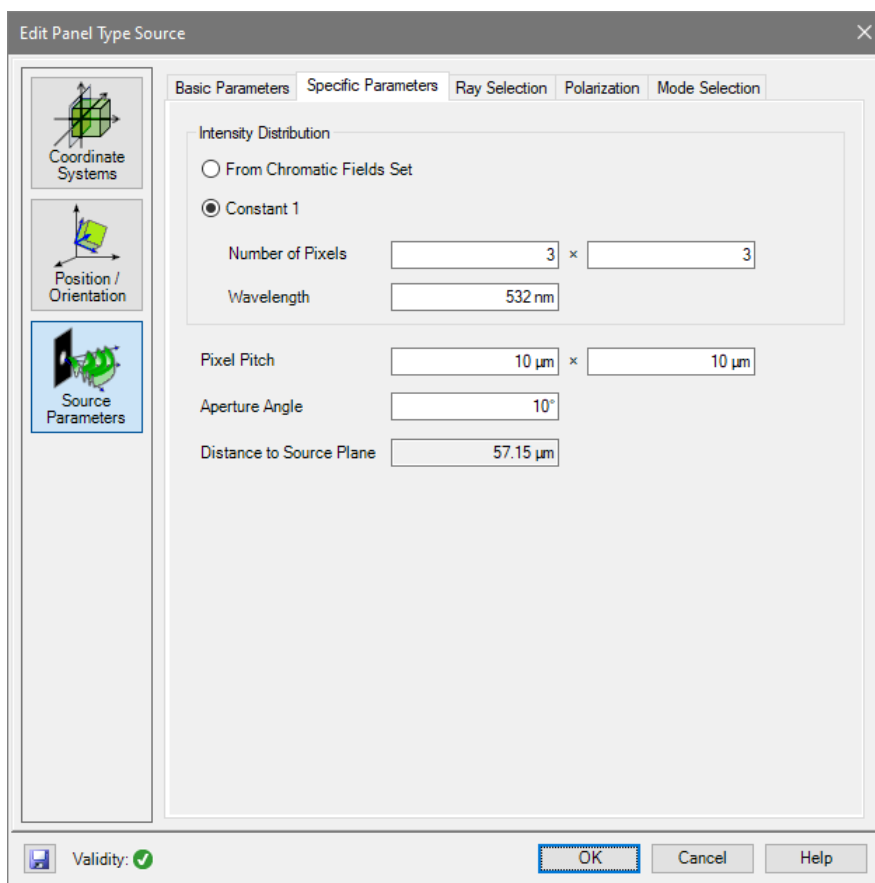 Edit Panel Type Source
Coordinate
Systems
Position /
Orientation
Source
Parameters
Basic Parameters Specific Parameters Ray Selection Polarization Mode Selection
Intensity Distribution
From Chromatic Fields Set
Constant 1
Number of Pixels 3 × 3
Wavelength 532 nm
Pixel Pitch 10 µm × 10 µm
Aperture Angle 10°
Distance to Source Plane 57.15 µm
Validity: OK Cancel Help